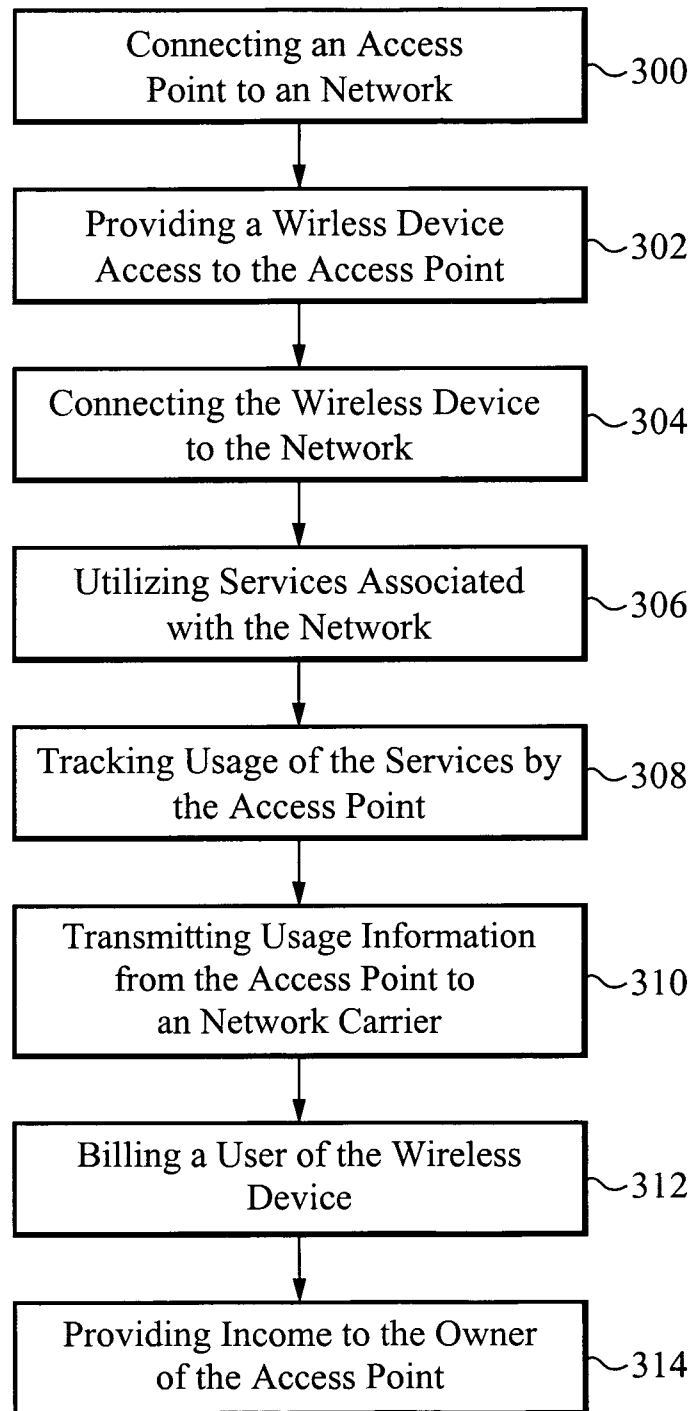 Connecting an Access
Point to an Network
300
Providing a Wirless Device
Access to the Access Point
302
Connecting the Wireless Device
to the Network
304
Utilizing Services Associated
with the Network
306
Tracking Usage of the Services by
the Access Point
308
Transmitting Usage Information
from the Access Point to
an Network Carrier
310
Billing a User of the Wireless
Device
312
Providing Income to the Owner
of the Access Point
314